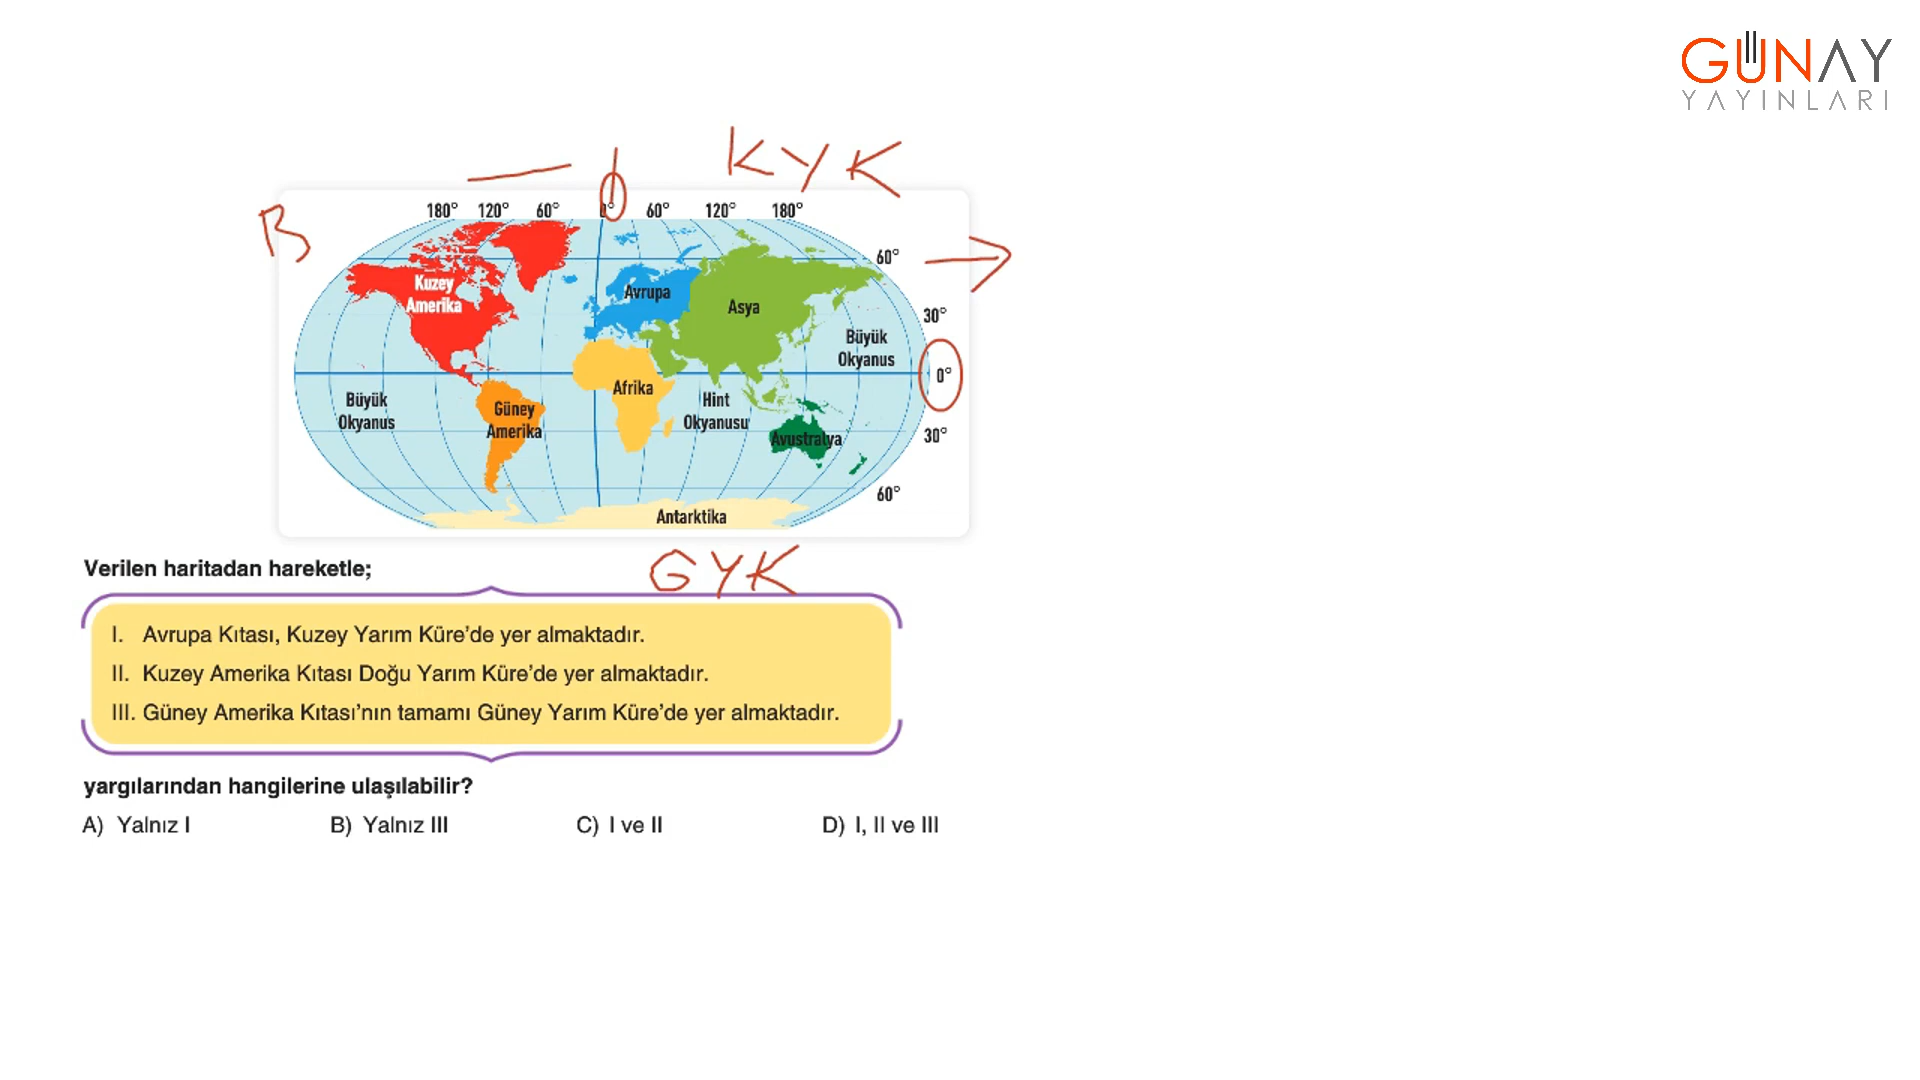 GÜNAY
YAYINLARI
K Y K
B
180° 120° 60° 0° 60° 120° 180°
60°
Kuzey
Amerika
Avrupa
Asya
30°
Büyük
Okyanus
0°
Afrika
Büyük
Okyanus
Güney
Amerika
Hint
Okyanusu
Avustralya
30°
60°
Antarktika
G Y K
Verilen haritadan hareketle;
I. Avrupa Kıtası, Kuzey Yarım Küre’de yer almaktadır.
II. Kuzey Amerika Kıtası Doğu Yarım Küre’de yer almaktadır.
III. Güney Amerika Kıtası’nın tamamı Güney Yarım Küre’de yer almaktadır.
yargılarından hangilerine ulaşılabilir?
A) Yalnız I B) Yalnız III C) I ve II D) I, II ve III